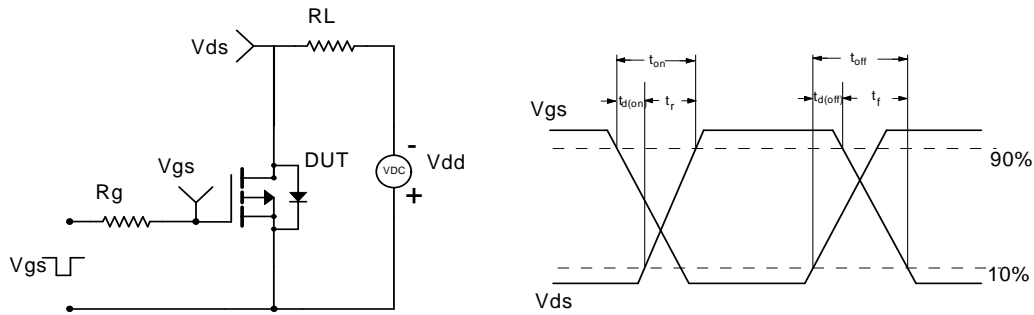 RL
Vds
Vgs
DUT
VDC
-
+
Vdd
Rg
Vgs
ton
toff
td(on)
tr
td(off)
tf
Vgs
90%
10%
Vds